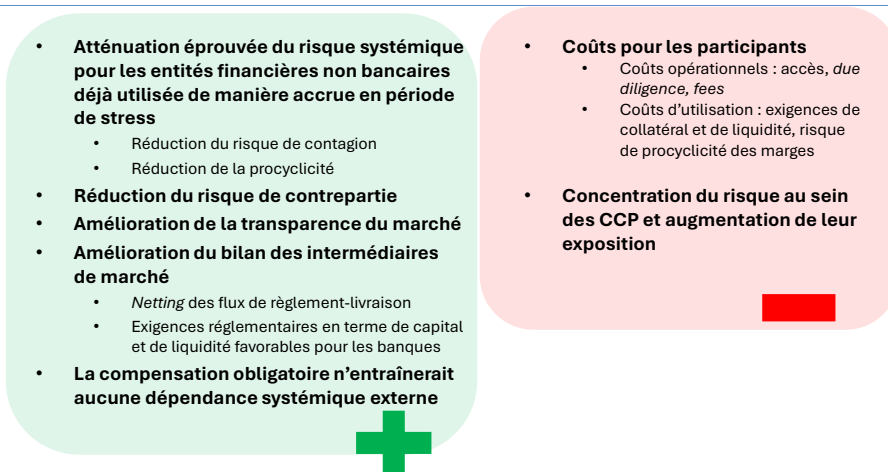 • Atténuation éprouvée du risque systémique
pour les entités financières non bancaires
déjà utilisée de manière accrue en période
de stress
• Réduction du risque de contagion
• Réduction de la procyclicité
• Réduction du risque de contrepartie
• Amélioration de la transparence du marché
• Amélioration du bilan des intermédiaires
de marché
• Netting des flux de règlement-livraison
• Exigences réglementaires en terme de capital
et de liquidité favorables pour les banques
• La compensation obligatoire n’entraînerait
aucune dépendance systémique externe
• Coûts pour les participants
• Coûts opérationnels : accès, due
diligence, fees
• Coûts d’utilisation : exigences de
collatéral et de liquidité, risque
de procyclicité des marges
• Concentration du risque au sein
des CCP et augmentation de leur
exposition